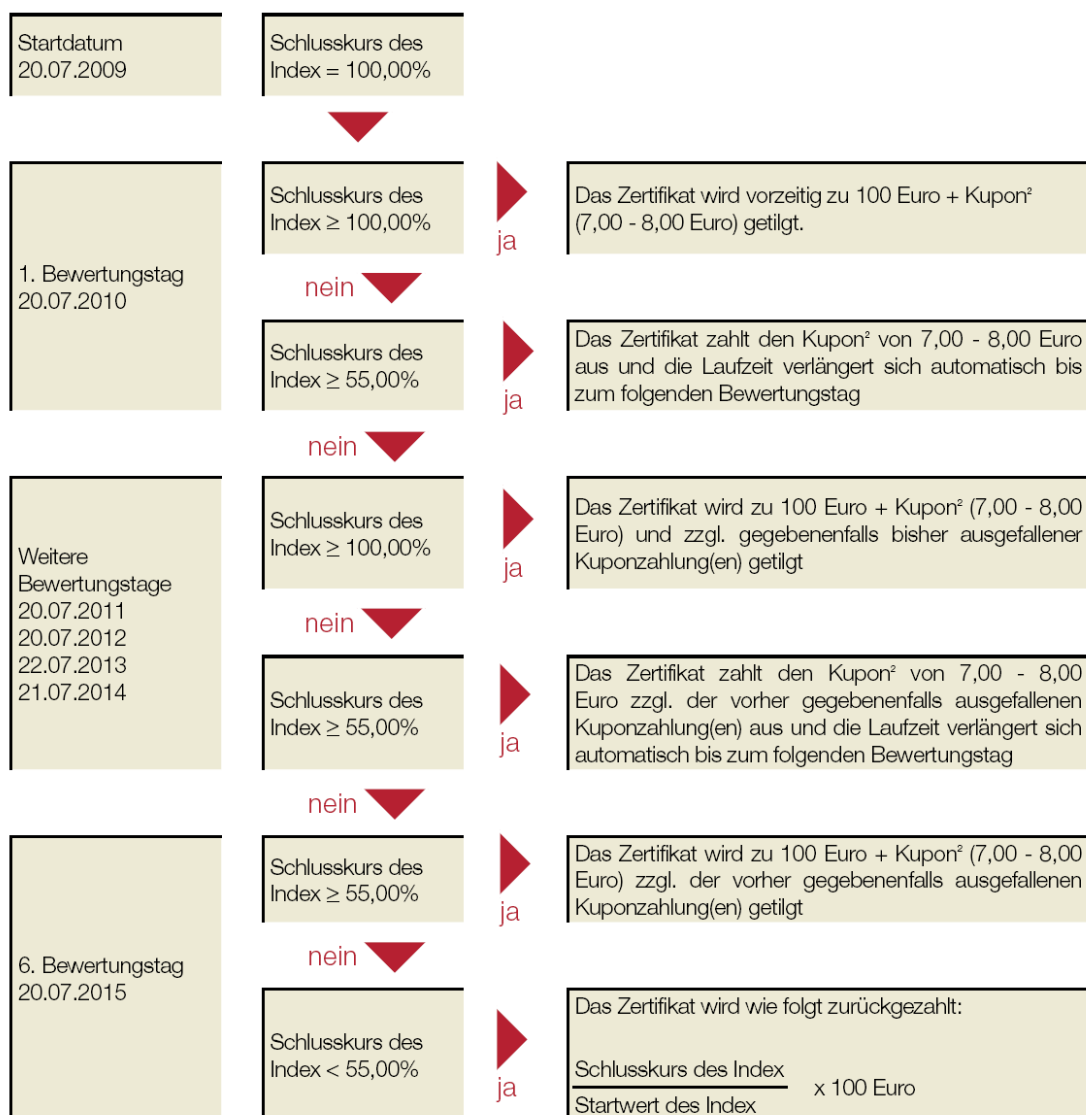 Startdatum
20.07.2009
Schlusskurs des
Index = 100,00%
1. Bewertungstag
20.07.2010
Schlusskurs des
Index ≥ 100,00%
ja
Das Zertifikat wird vorzeitig zu 100 Euro + Kupon²
(7,00 - 8,00 Euro) getilgt.
nein
Schlusskurs des
Index ≥ 55,00%
ja
Das Zertifikat zahlt den Kupon² von 7,00 - 8,00 Euro
aus und die Laufzeit verlängert sich automatisch bis
zum folgenden Bewertungstag
nein
Weitere
Bewertungstage
20.07.2011
20.07.2012
22.07.2013
21.07.2014
Schlusskurs des
Index ≥ 100,00%
ja
Das Zertifikat wird zu 100 Euro + Kupon² (7,00 - 8,00
Euro) und zzgl. gegebenenfalls bisher ausgefallener
Kuponzahlung(en) getilgt
nein
Schlusskurs des
Index ≥ 55,00%
ja
Das Zertifikat zahlt den Kupon² von 7,00 - 8,00
Euro zzgl. der vorher gegebenenfalls ausgefallenen
Kuponzahlung(en) aus und die Laufzeit verlängert sich
automatisch bis zum folgenden Bewertungstag
nein
6. Bewertungstag
20.07.2015
Schlusskurs des
Index ≥ 55,00%
ja
Das Zertifikat wird zu 100 Euro + Kupon² (7,00 - 8,00
Euro) zzgl. der vorher gegebenenfalls ausgefallenen
Kuponzahlung(en) getilgt
nein
Schlusskurs des
Index < 55,00%
ja
Das Zertifikat wird wie folgt zurückgezahlt:
Schlusskurs des Index
x 100 Euro
Startwert des Index